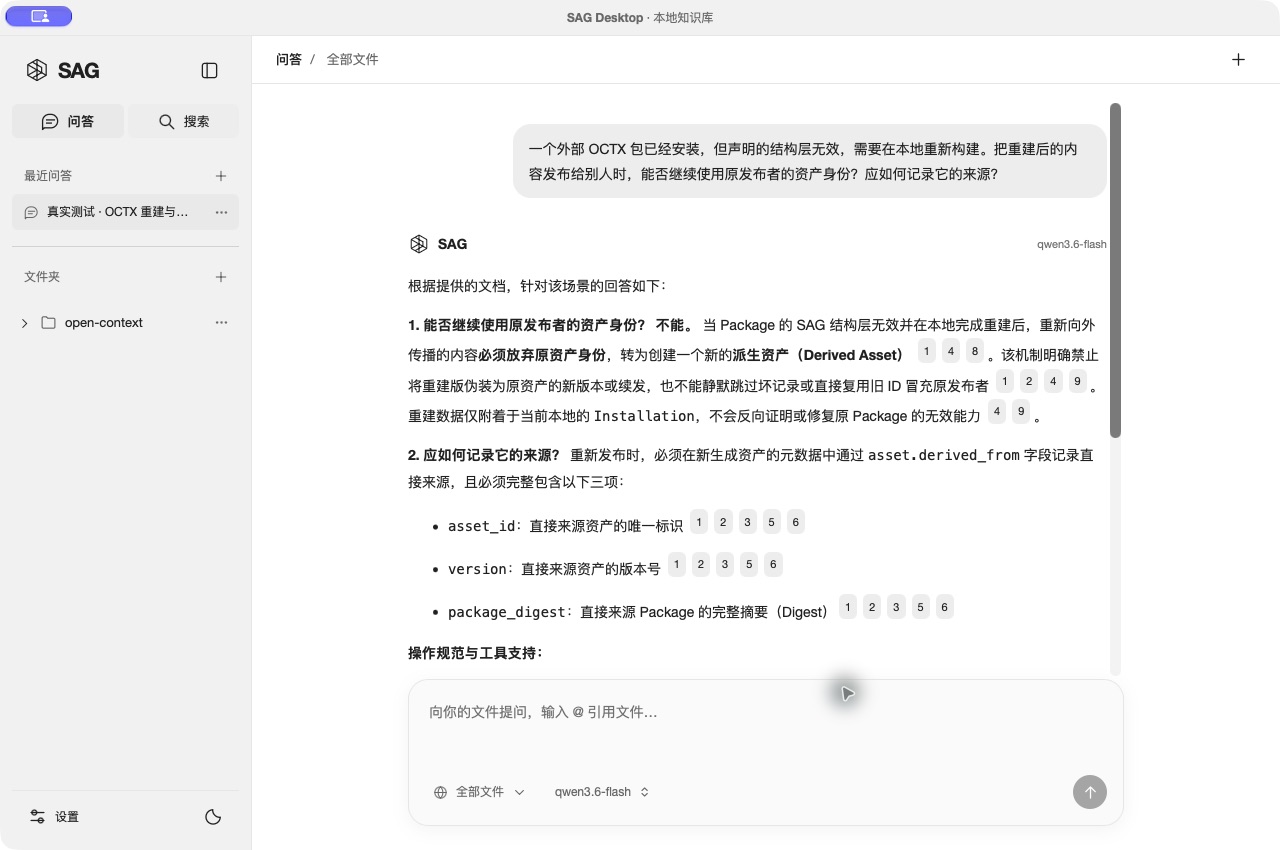 SAG Desktop · 本地知识库
SAG
问答
搜索
最近问答
真实测试 · OCTX 重建与...
文件夹
open-context
设置
问答 / 全部文件
一个外部 OCTX 包已经安装，但声明的结构层无效，需要在本地重新构建。把重建后的内
容发布给别人时，能否继续使用原发布者的资产身份？应如何记录它的来源？
SAG
qwen3.6-flash
根据提供的文档，针对该场景的回答如下：
1. 能否继续使用原发布者的资产身份？ 不能。 当 Package 的 SAG 结构层无效并在本地完成重建后，重新向外
传播的内容必须放弃原资产身份，转为创建一个新的派生资产（Derived Asset） 1 4 8 。该机制明确禁止
将重建版伪装为原资产的新版本或续发，也不能静默跳过坏记录或直接复用旧 ID 冒充原发布者 1 2 4 9 。
重建数据仅附着于当前本地的 Installation，不会反向证明或修复原 Package 的无效能力 4 9 。
2. 应如何记录它的来源？ 重新发布时，必须在新生成资产的元数据中通过 asset.derived_from 字段记录直
接来源，且必须完整包含以下三项：
• asset_id：直接来源资产的唯一标识 1 2 3 5 6
• version：直接来源资产的版本号 1 2 3 5 6
• package_digest：直接来源 Package 的完整摘要（Digest） 1 2 3 5 6
操作规范与工具支持：
向你的文件提问，输入 @ 引用文件...
全部文件
qwen3.6-flash